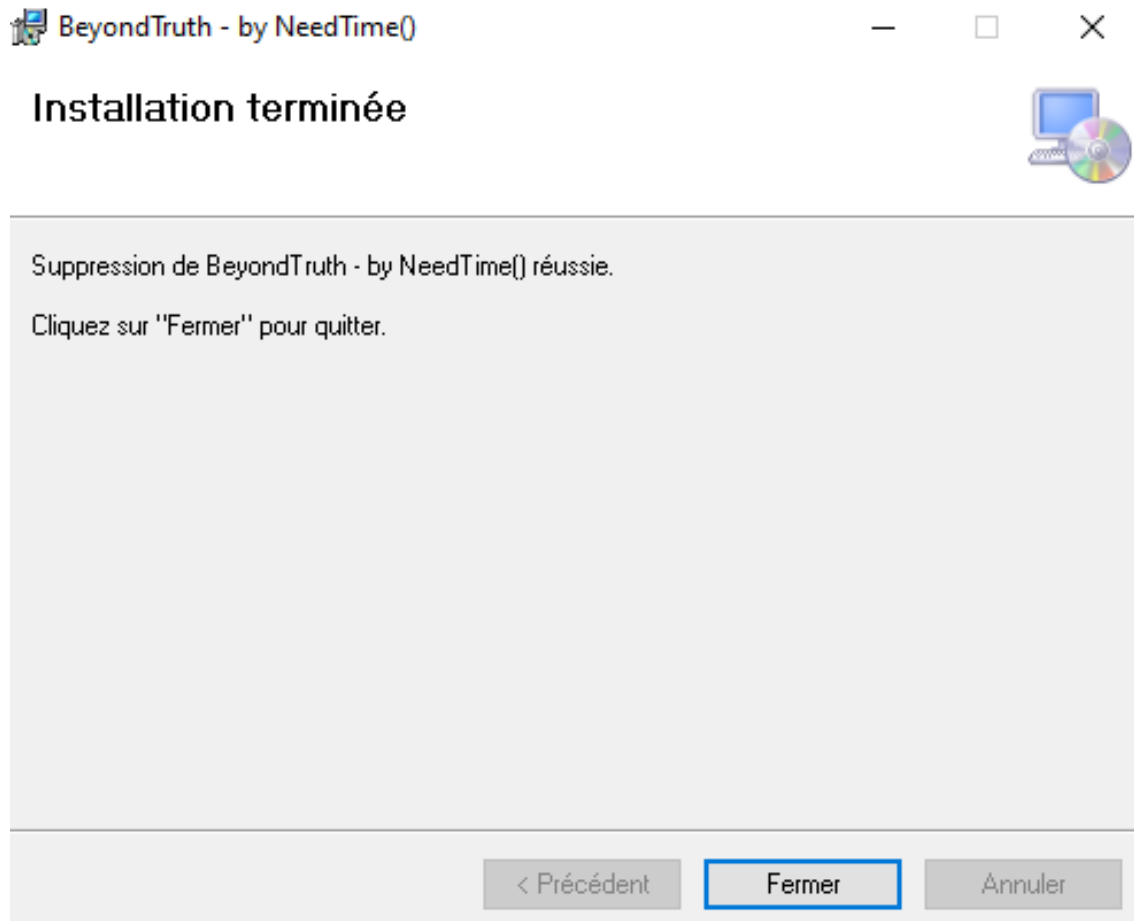 BeyondTruth - by NeedTime()
Installation terminée
Suppression de BeyondTruth - by NeedTime() réussie.
Cliquez sur "Fermer" pour quitter.
< Précédent
Fermer
Annuler